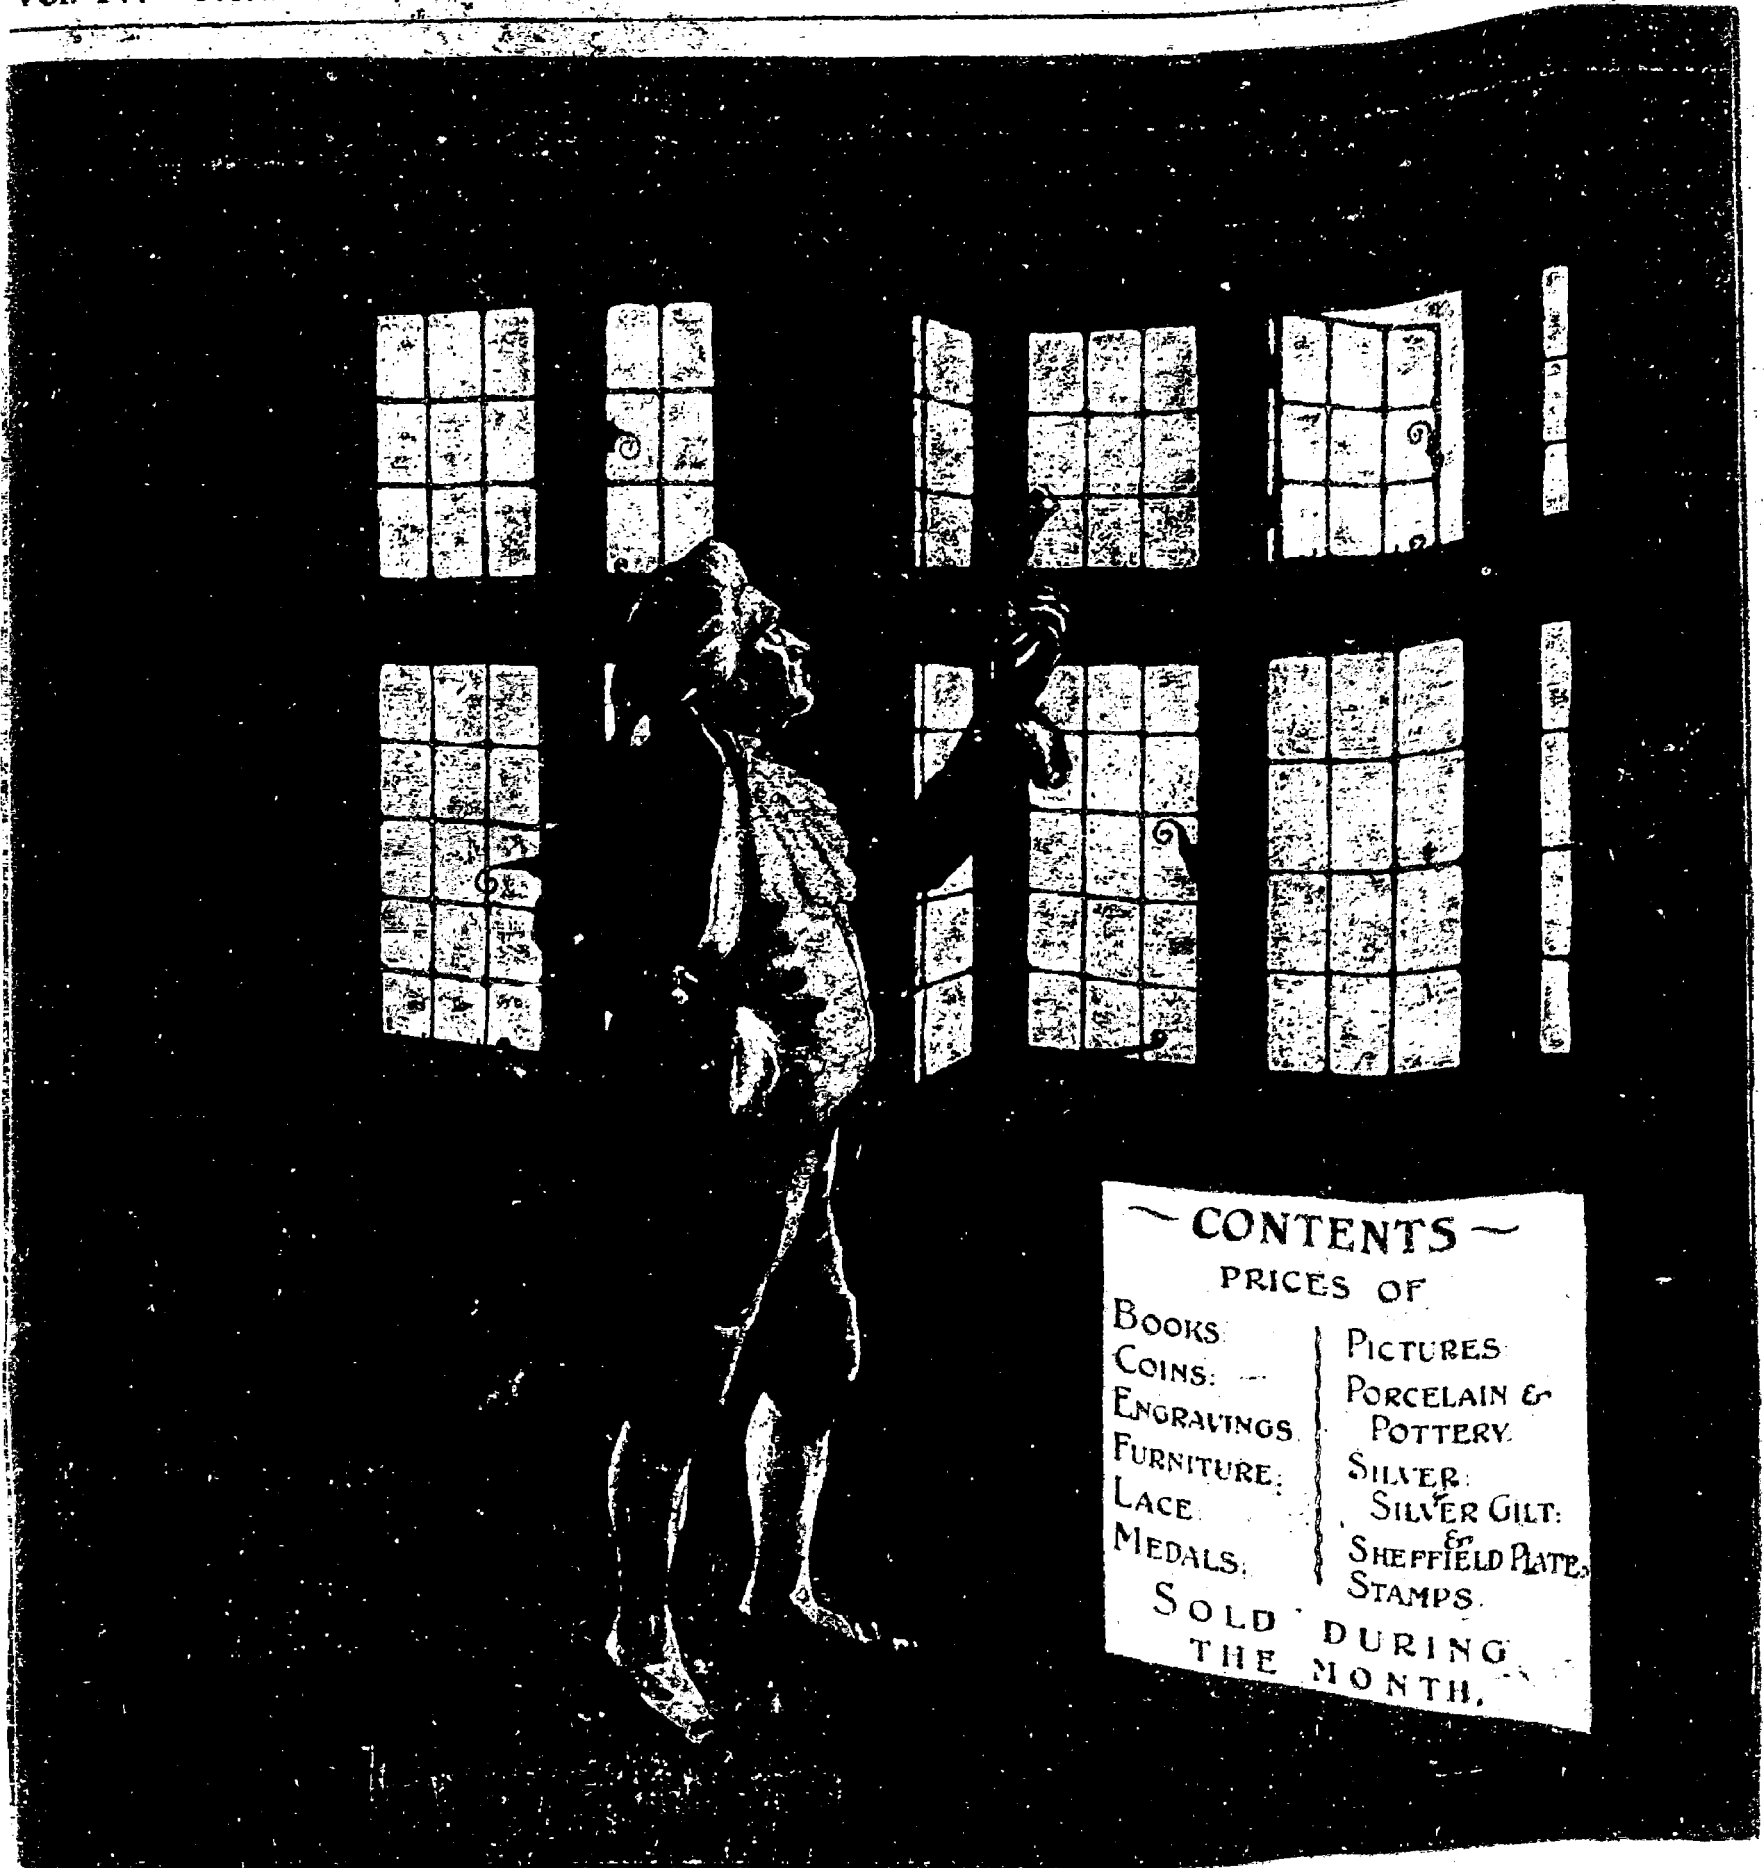 ~ CONTENTS ~
PRICES OF
BOOKS:
COINS:
ENGRAVINGS.
FURNITURE:
LACE:
MEDALS:
PICTURES:
PORCELAIN &
POTTERY:
SILVER:
&
SILVER GILT:
&
SHEFFIELD PLATE:
STAMPS.
SOLD DURING
THE MONTH.